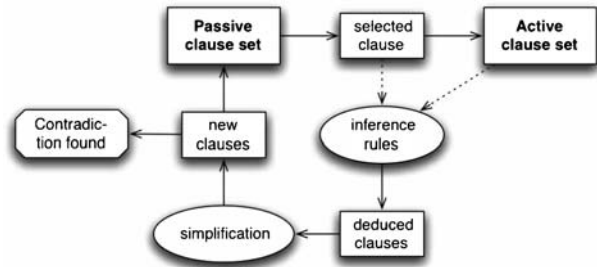 Passive
clause set
selected
clause
Active
clause set
Contradic-
tion found
new
clauses
inference
rules
simplification
deduced
clauses